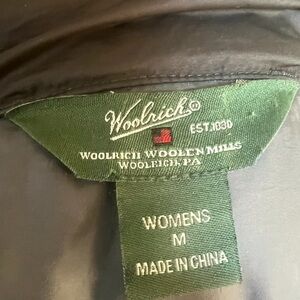 Woolrich®
EST.1830
WOOLRICH WOOLEN MILLS
WOOLRICH, PA
WOMENS
M
MADE IN CHINA